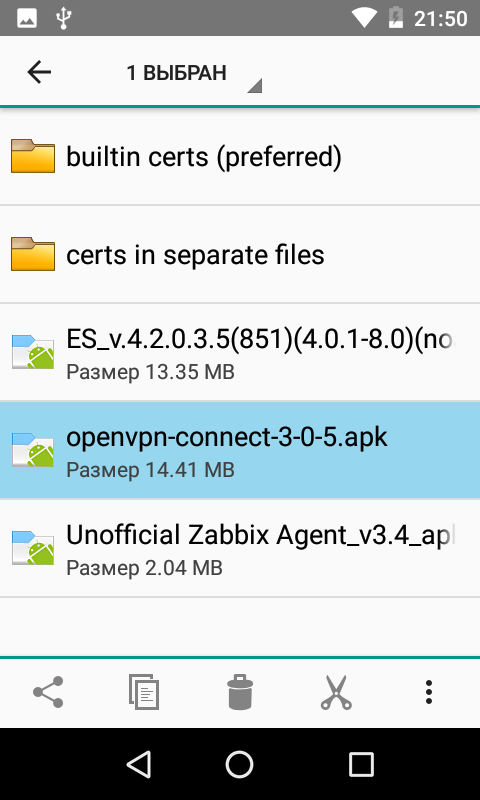 21:50
1 ВЫБРАН
builtin certs (preferred)
certs in separate files
ES_v.4.2.0.3.5(851)(4.0.1-8.0)(no
Размер 13.35 MB
openvpn-connect-3-0-5.apk
Размер 14.41 MB
Unofficial Zabbix Agent_v3.4_apk
Размер 2.04 MB